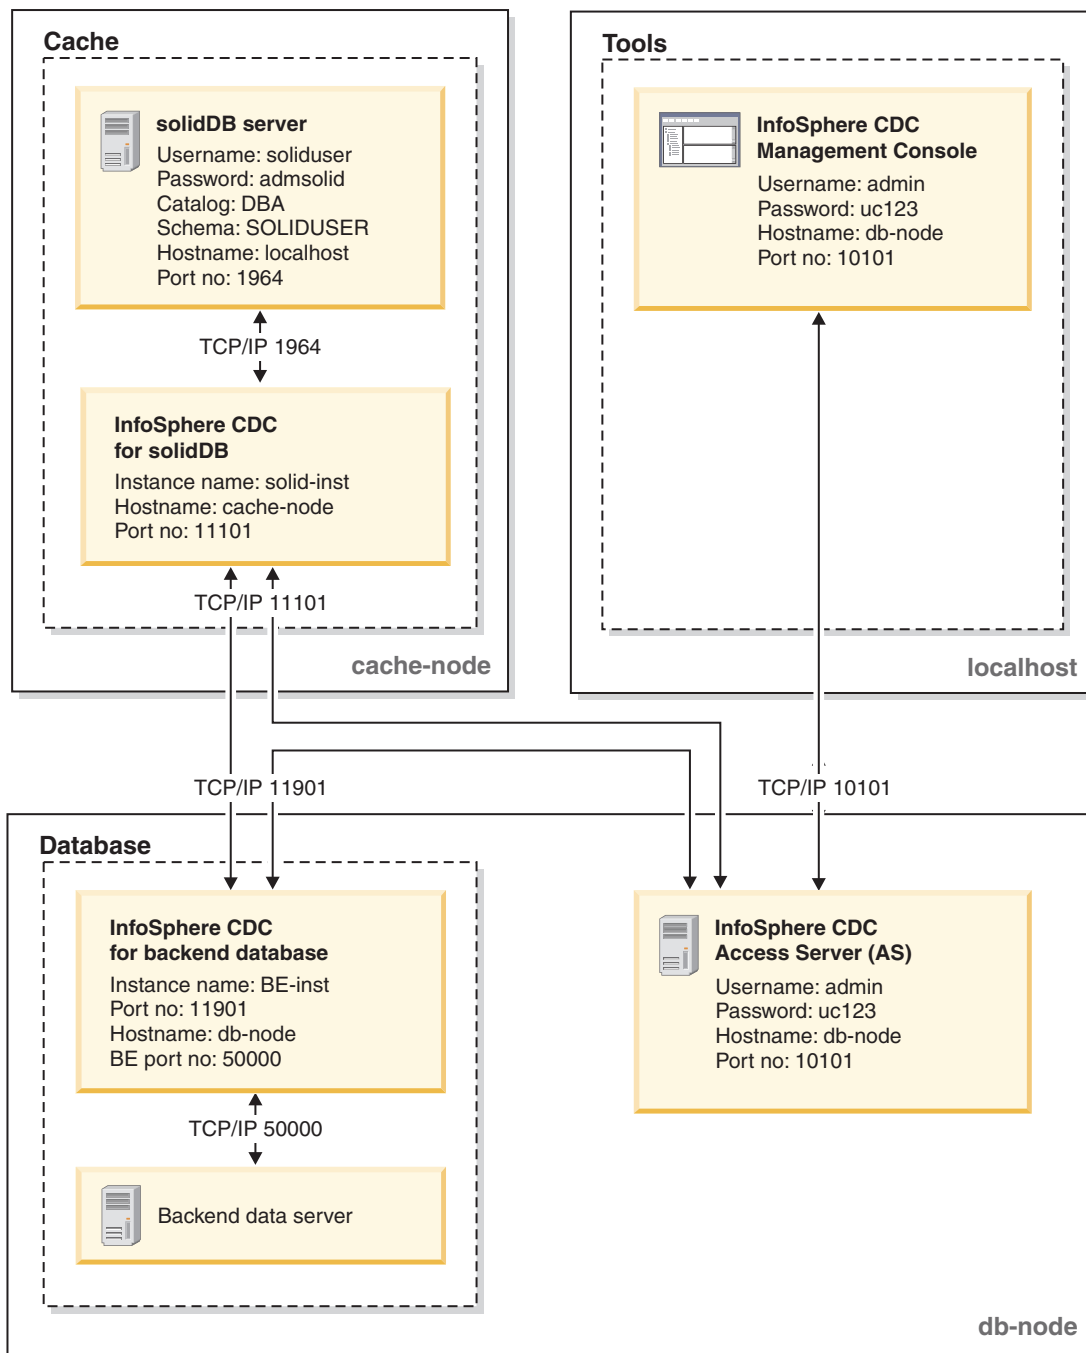 Cache
solidDB server
Username: soliduser
Password: admsolid
Catalog: DBA
Schema: SOLIDUSER
Hostname: localhost
Port no: 1964
TCP/IP 1964
InfoSphere CDC
for solidDB
Instance name: solid-inst
Hostname: cache-node
Port no: 11101
TCP/IP 11101
cache-node
Tools
InfoSphere CDC
Management Console
Username: admin
Password: uc123
Hostname: db-node
Port no: 10101
localhost
TCP/IP 11901
TCP/IP 10101
Database
InfoSphere CDC
for backend database
Instance name: BE-inst
Port no: 11901
Hostname: db-node
BE port no: 50000
TCP/IP 50000
Backend data server
InfoSphere CDC
Access Server (AS)
Username: admin
Password: uc123
Hostname: db-node
Port no: 10101
db-node